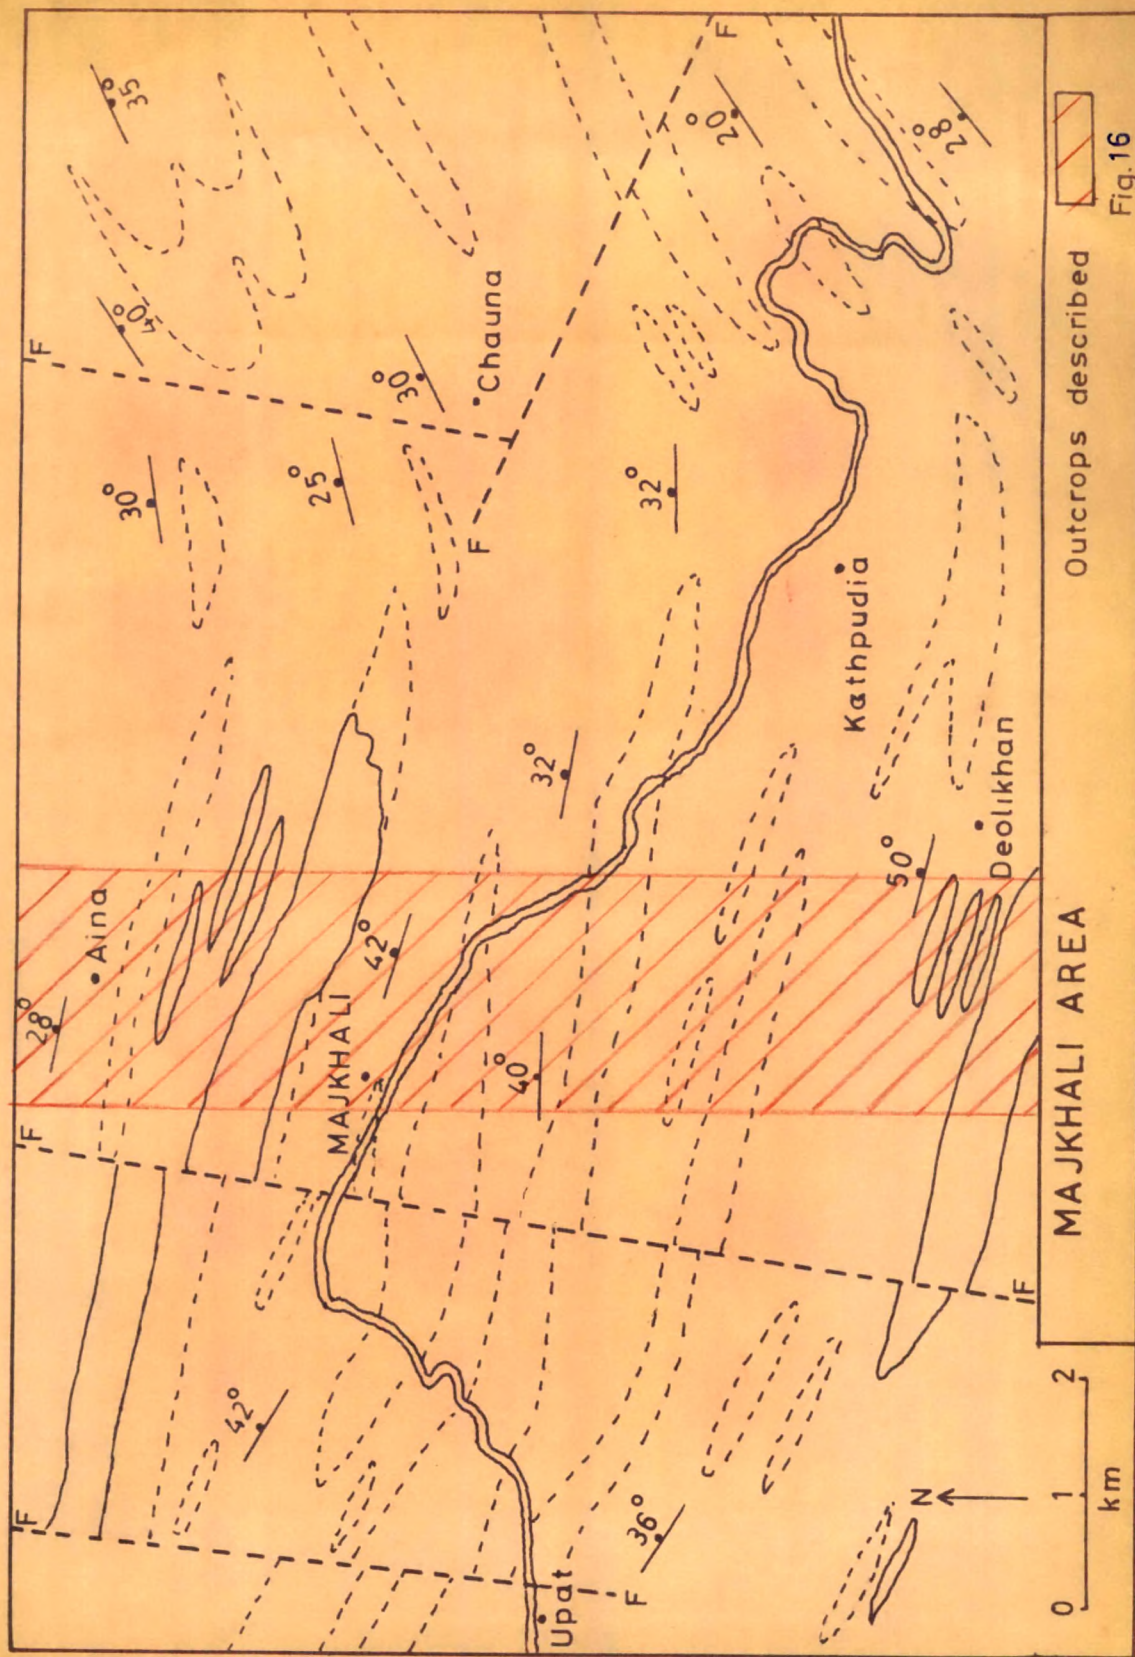 F
F
F
28°
Aina
30°
40°
35°
25°
30°
Chauna
F
F
20°
28°
42°
MAJKHALI
42°
32°
32°
40°
36°
Upat
F
Kathpudia
50°
Deolikhan
F
N
0 1 2
km
MAJKHALI AREA
Outcrops described
Fig. 16